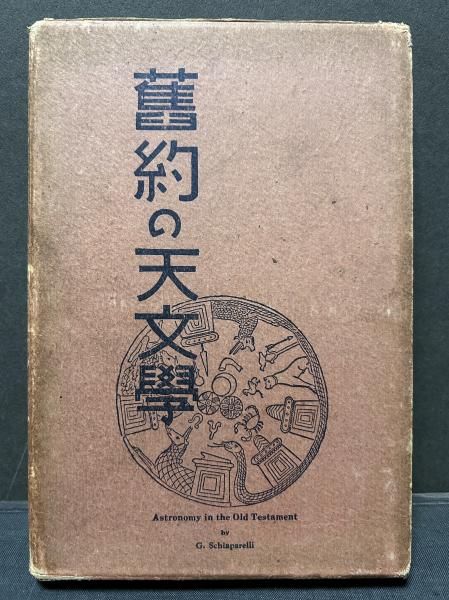 舊約の天文學
Astronomy in the Old Testament
by
G. Schiaparelli